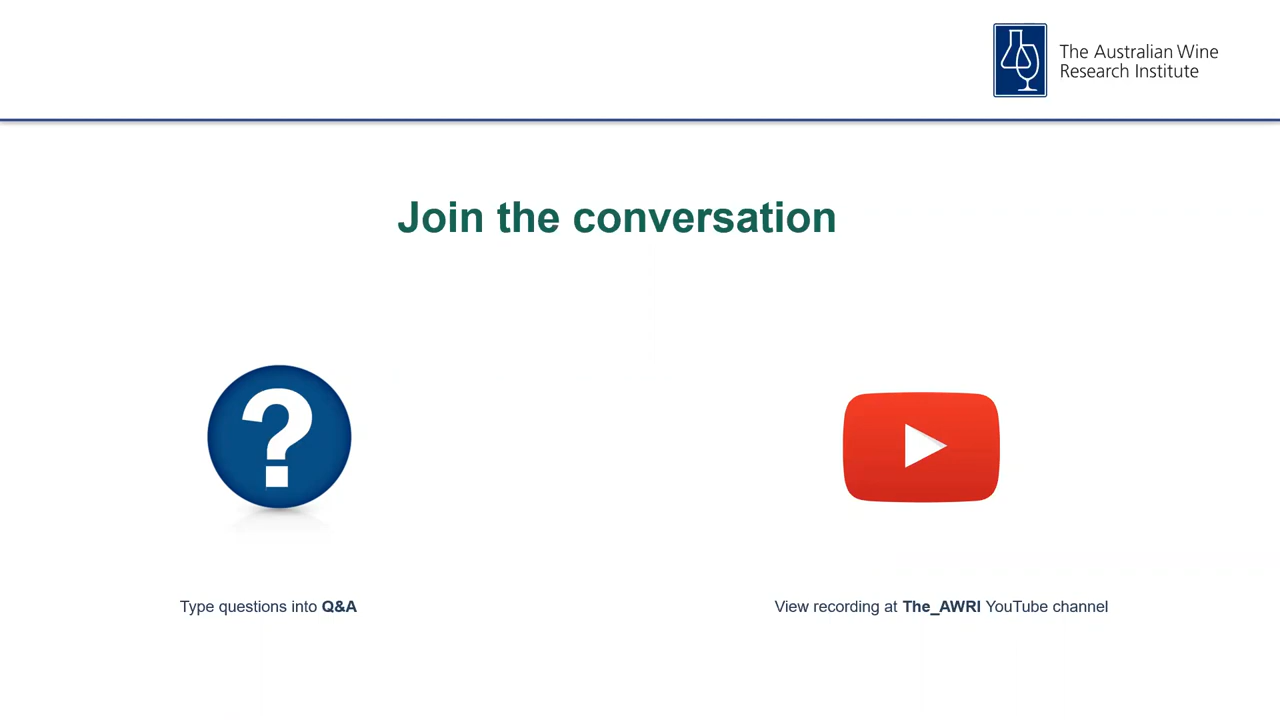 The Australian Wine
Research Institute
Join the conversation
?
Type questions into Q&A
View recording at The_AWRI YouTube channel